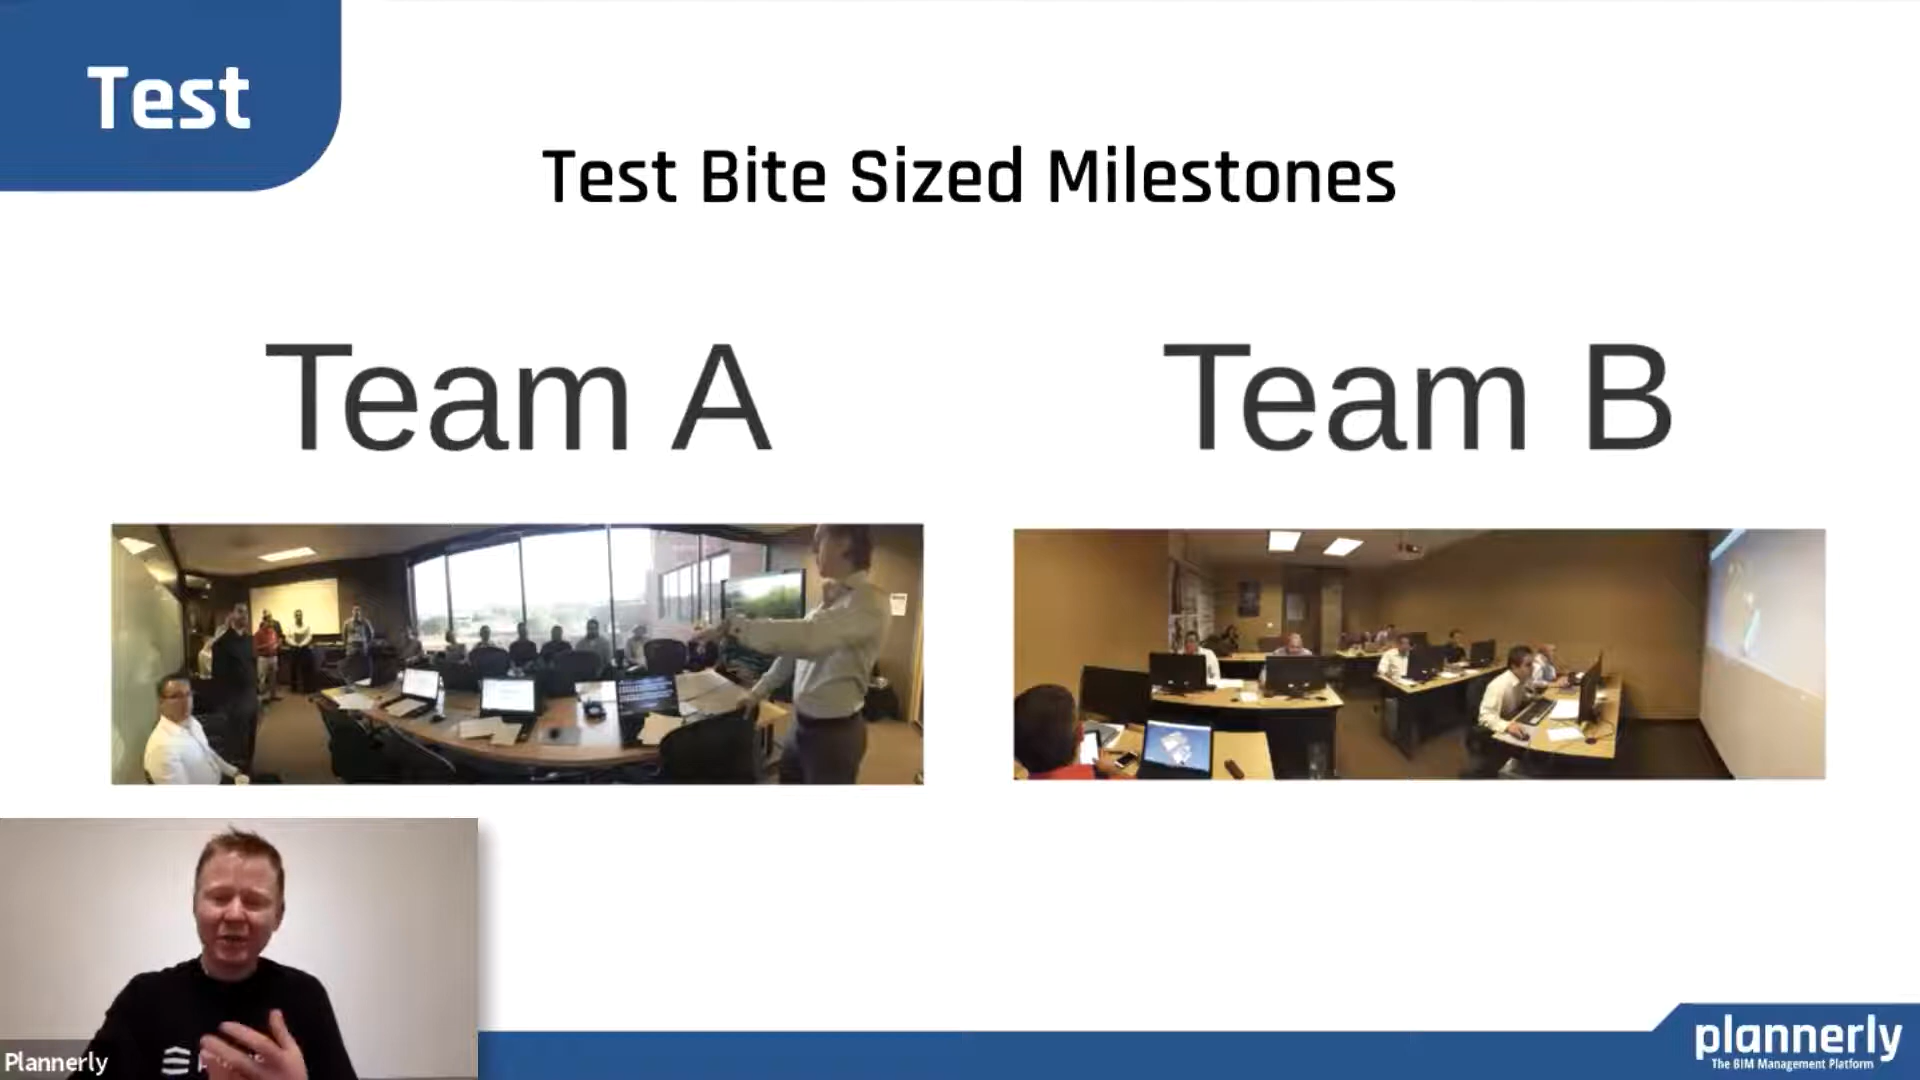 Test
Test Bite Sized Milestones
Team A
Team B
Plannerly
plannerly
The BIM Management Platform